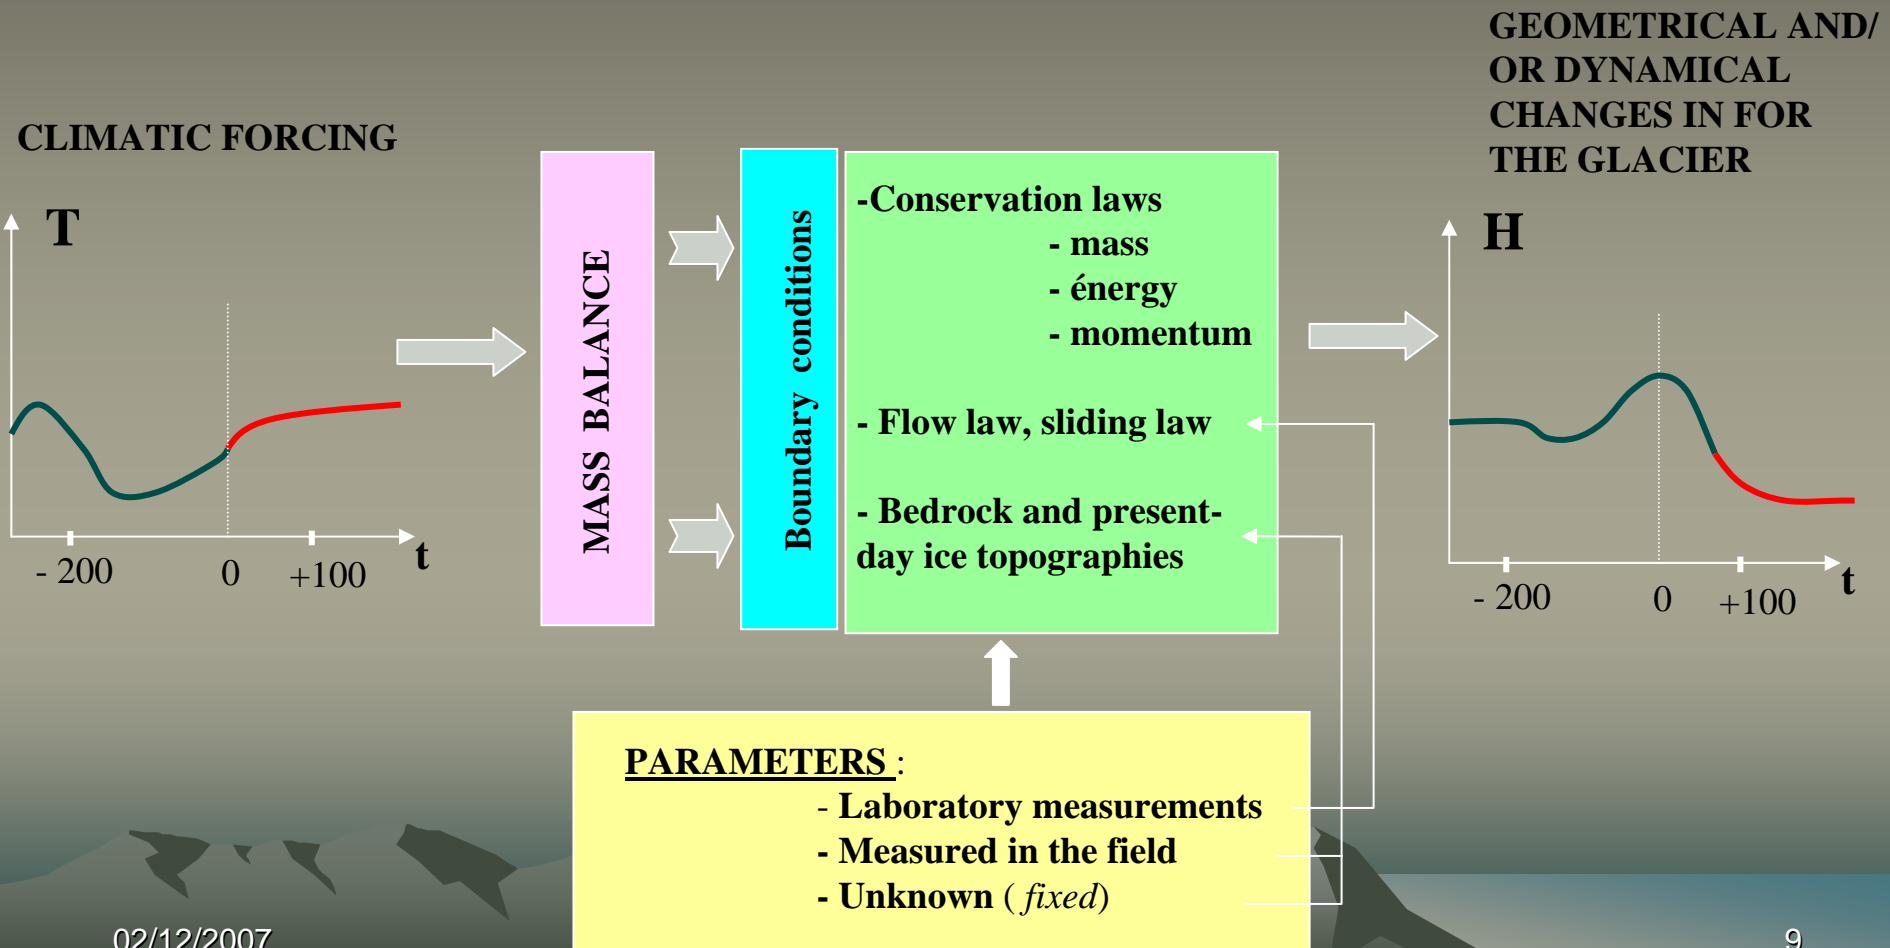 GEOMETRICAL AND/
OR DYNAMICAL
CHANGES IN FOR
THE GLACIER
CLIMATIC FORCING
T
- 200
0
+100
t
MASS BALANCE
Boundary conditions
-Conservation laws
- mass
- énergy
- momentum
- Flow law, sliding law
- Bedrock and present-
day ice topographies
H
- 200
0
+100
t
PARAMETERS :
- Laboratory measurements
- Measured in the field
- Unknown ( fixed)
02/12/2007
9